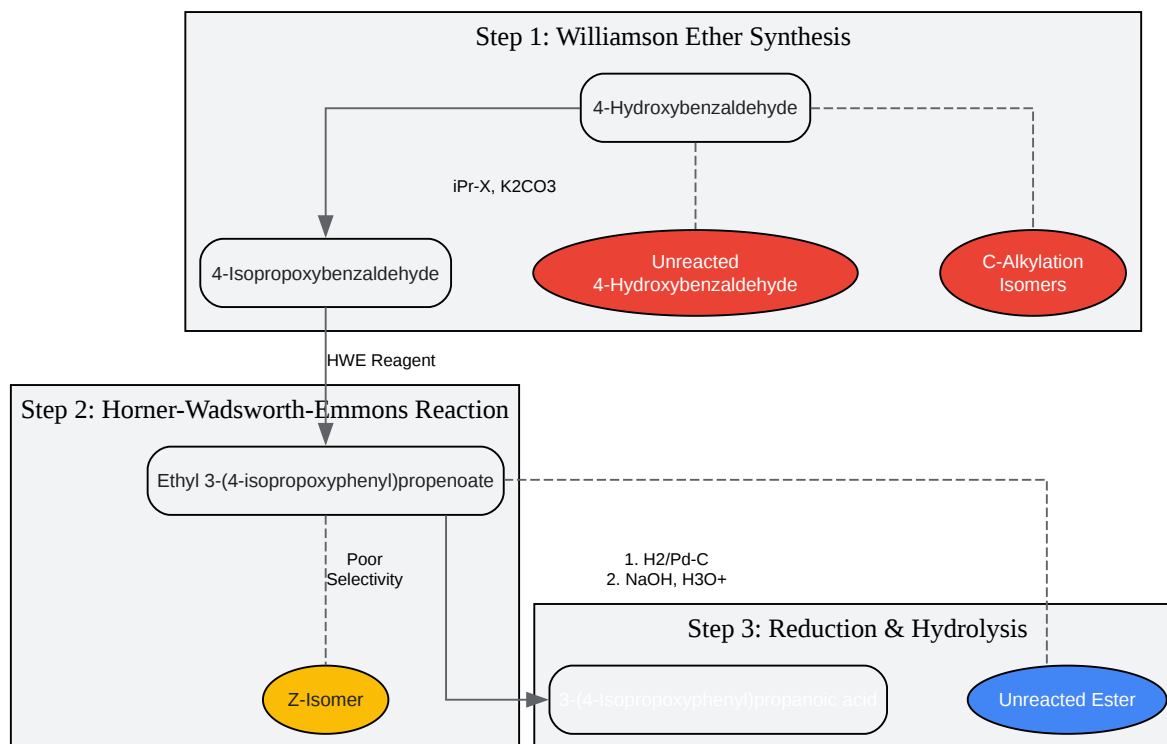 Step 1: Williamson Ether Synthesis
4-Hydroxybenzaldehyde
iPr-X, K2CO3
4-Isopropoxybenzaldehyde
Unreacted
4-Hydroxybenzaldehyde
C-Alkylation
Isomers
HWE Reagent
Step 2: Horner-Wadsworth-Emmons Reaction
Ethyl 3-(4-isopropoxyphenyl)propenoate
Poor
Selectivity
1. H2/Pd-C
2. NaOH, H3O+
Step 3: Reduction & Hydrolysis
Z-Isomer
3-(4-Isopropoxyphenyl)propanoic acid
Unreacted Ester